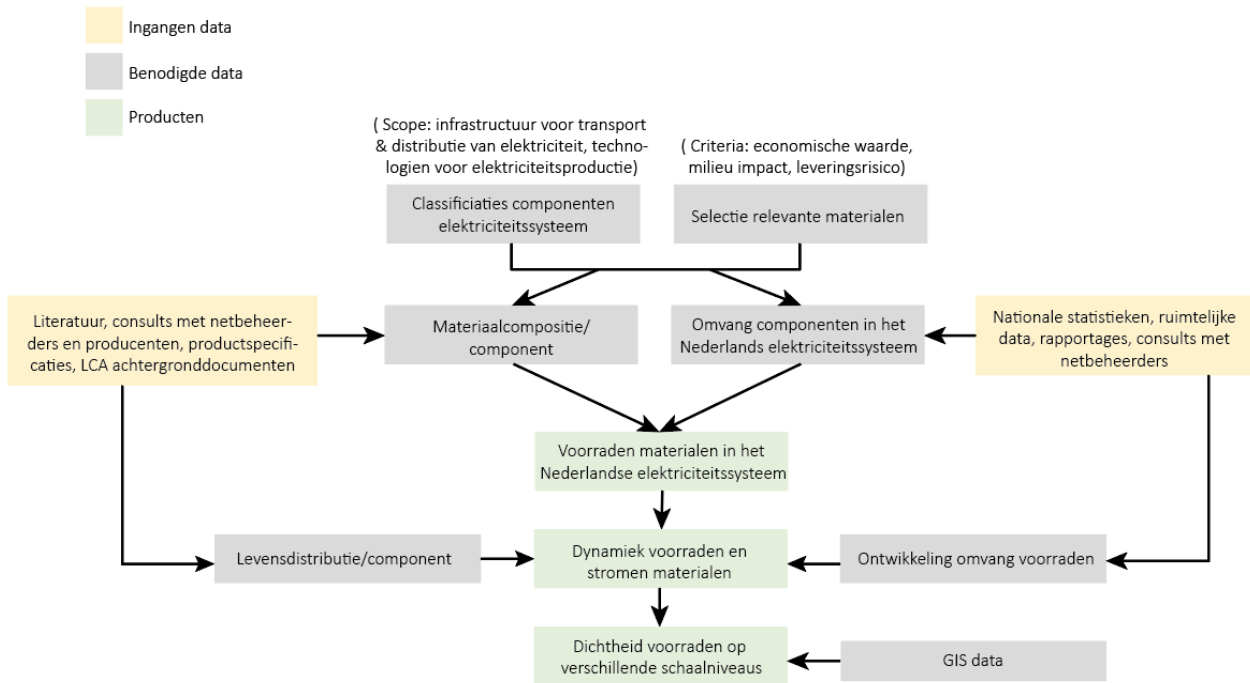 Ingangen data
Benodigde data
Producten
( Scope: infrastructuur voor transport
& distributie van elektriciteit, techno-
logien voor elektriciteitsproductie)
( Criteria: economische waarde,
milieu impact, leveringsrisico)
Classificiaties componenten
elektriciteitssysteem
Selectie relevante materialen
Literatuur, consults met netbeheer-
ders en producenten, productspecifi-
caties, LCA achtergronddocumenten
Materiaalcompositie/
component
Omvang componenten in het
Nederlands elektriciteitssysteem
Nationale statistieken, ruimtelijke
data, rapportages, consults met
netbeheerders
Voorraden materialen in het
Nederlandse elektriciteitssysteem
Levensdistributie/component
Dynamiek voorraden en
stromen materialen
Ontwikkeling omvang voorraden
Dichtheid voorraden op
verschillende schaalniveaus
GIS data